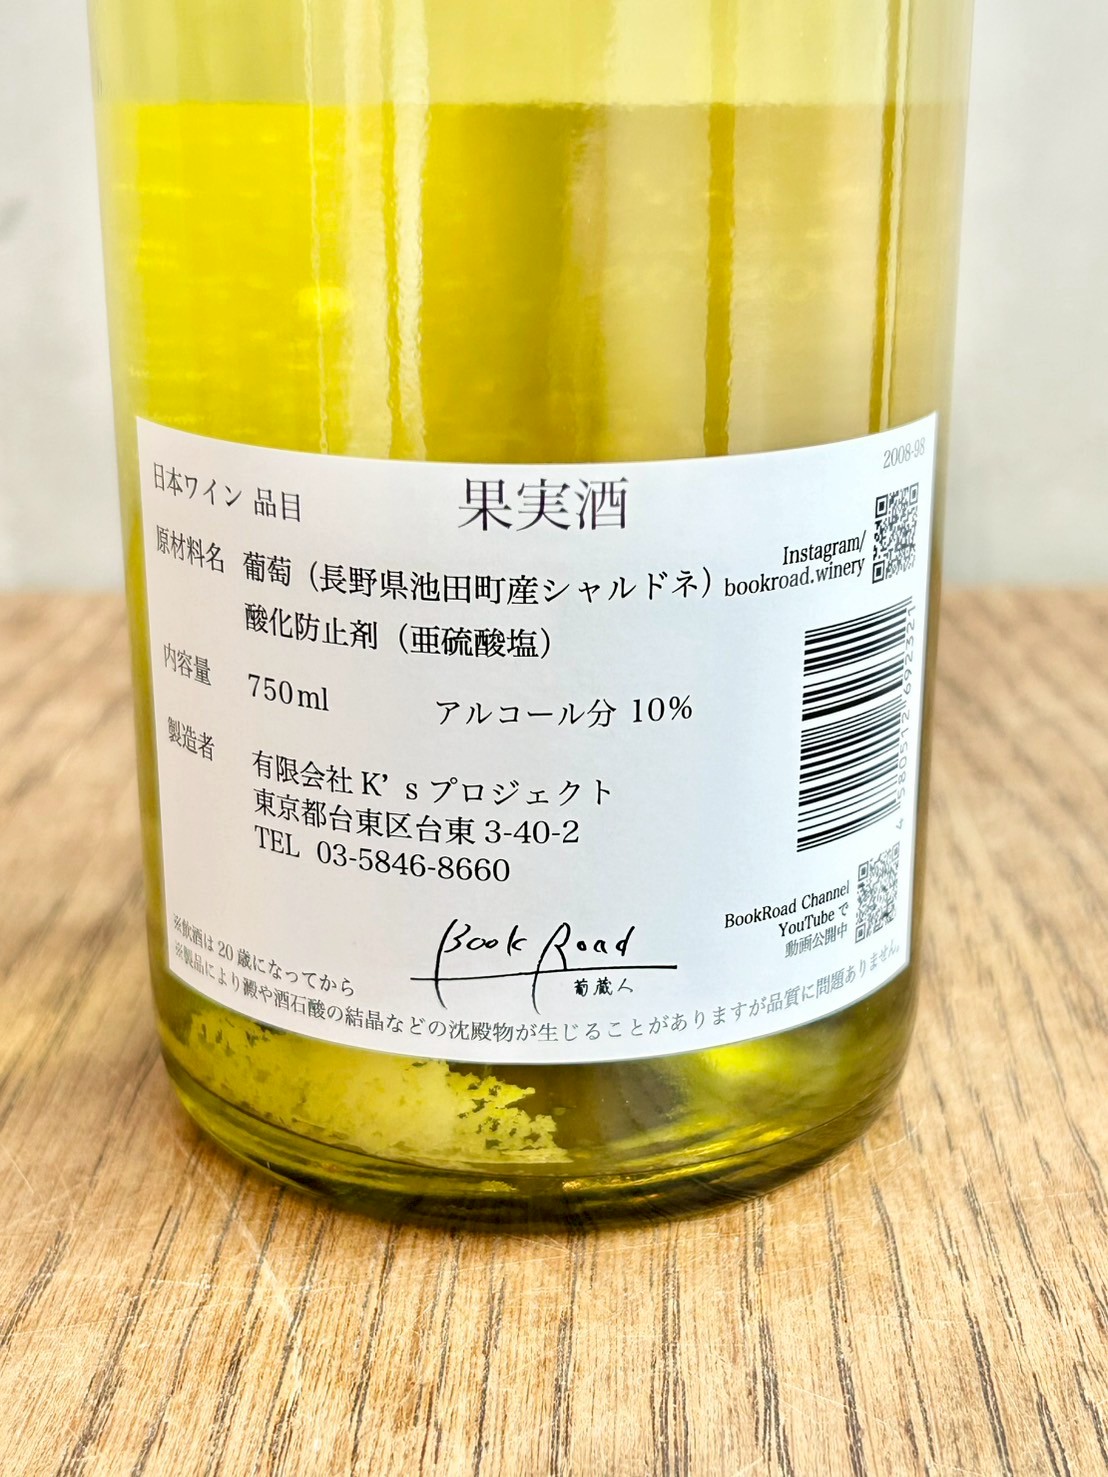 2008-98
日本ワイン 品目 果実酒
原材料名 葡萄（長野県池田町産シャルドネ）
酸化防止剤（亜硫酸塩）
内容量 750ml アルコール分 10%
製造者
有限会社 K’s プロジェクト
東京都台東区台東 3-40-2
TEL 03-5846-8660
Instagram/
bookroad.winery
4 580512 692321
BookRoad Channel
YouTube で
動画公開中
Book Road
葡蔵人
※飲酒は 20 歳になってから
※製品により澱や酒石酸の結晶などの沈殿物が生じることがありますが品質に問題ありません。